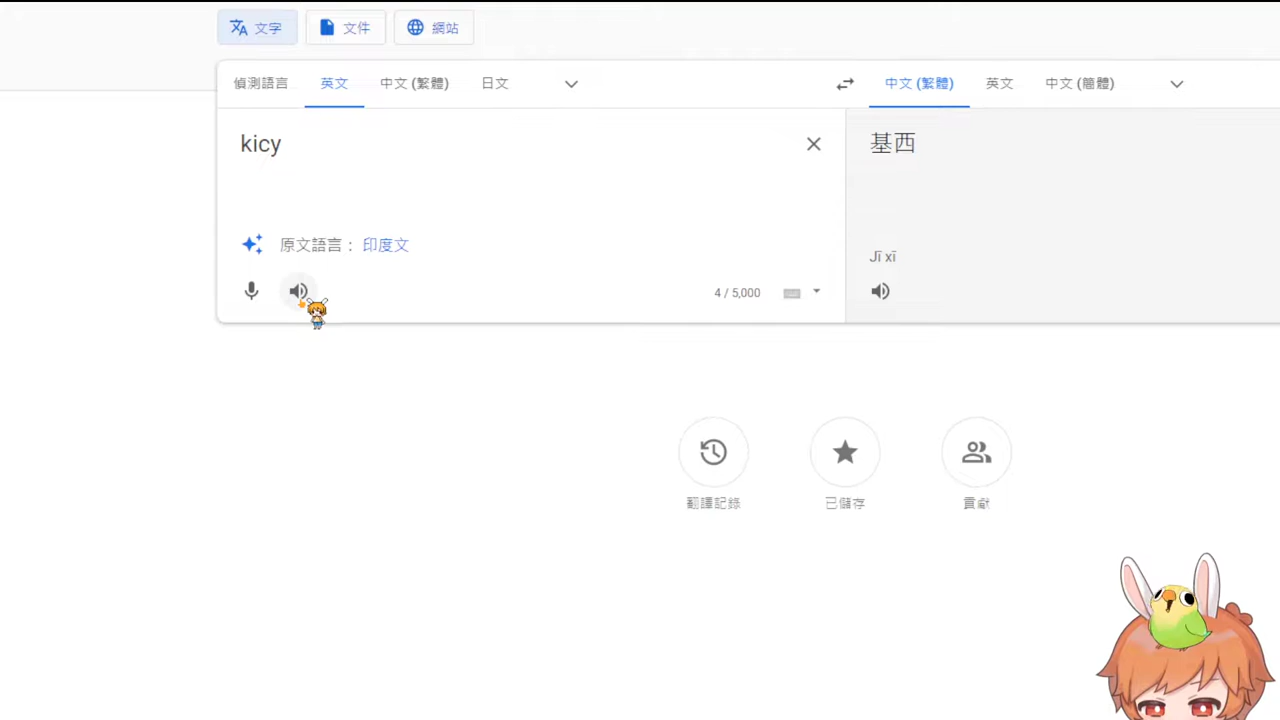 文字 文件 網站
偵測語言 英文 中文 (繁體) 日文 中文 (繁體) 英文 中文 (簡體)
kicy 基西
原文語言： 印度文
Jī xī
4 / 5,000
翻譯記錄 已儲存 貢獻